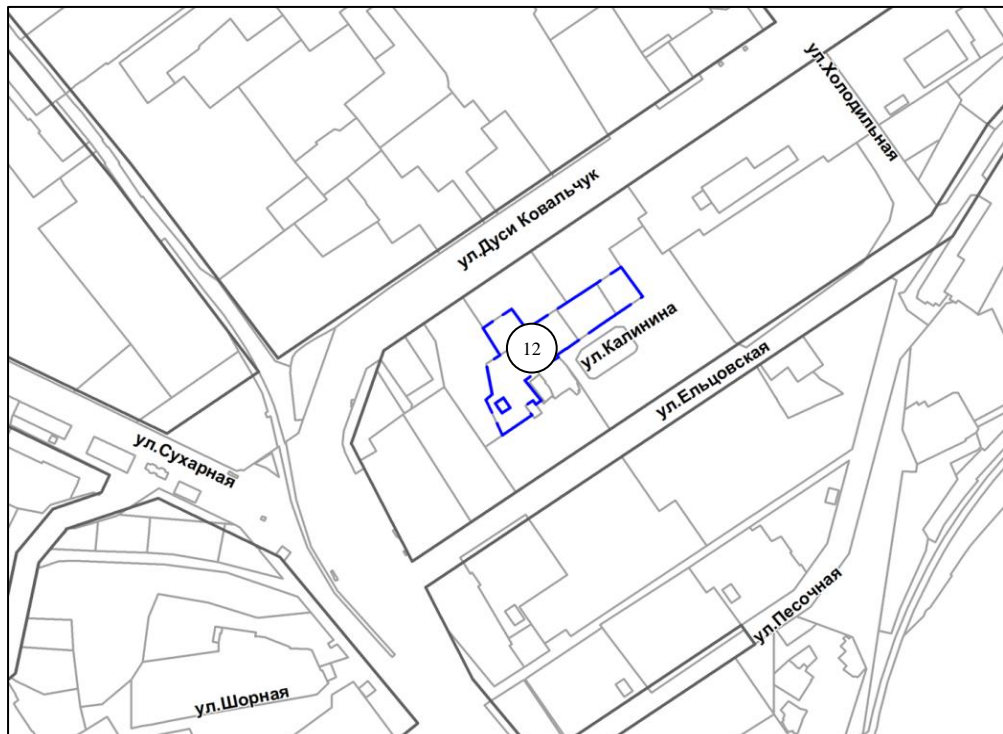 ул.Холодильная
ул.Дуси Ковальчук
12
ул.Калинина
ул.Ельцовская
ул.Сухарная
ул.Песочная
ул.Шорная